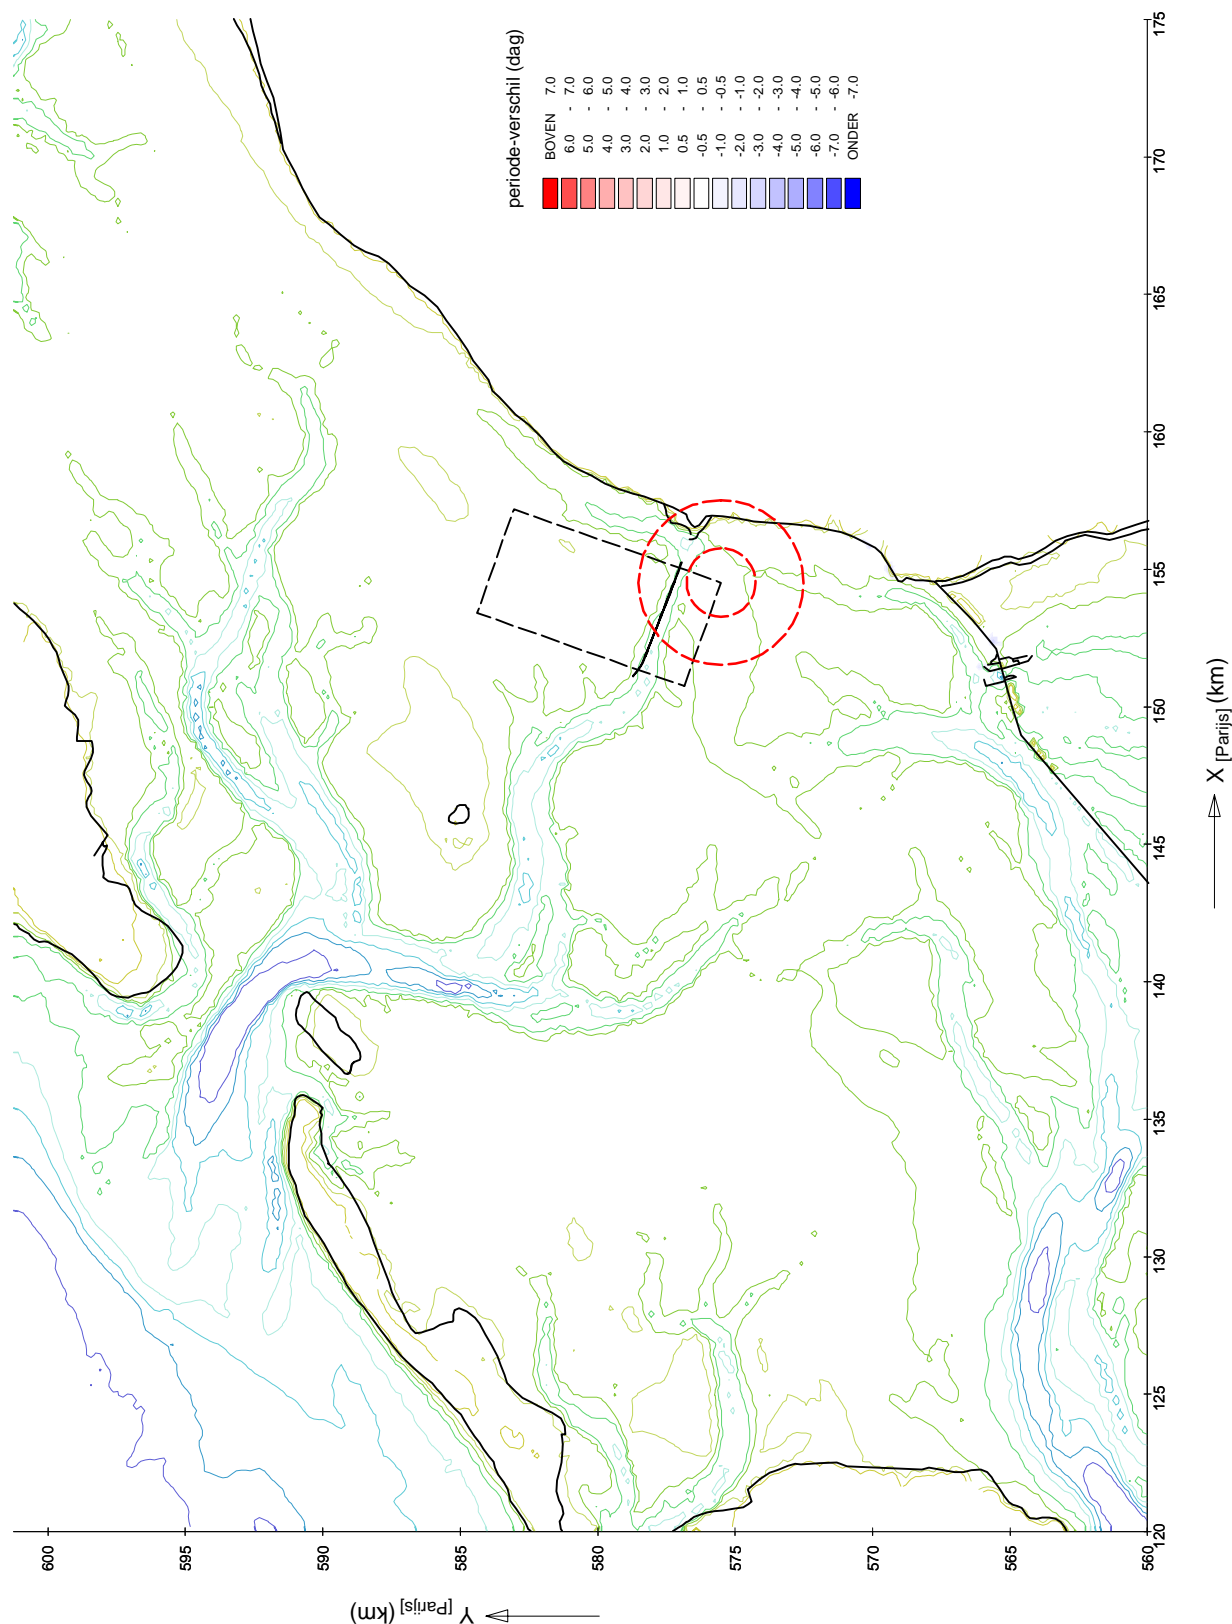 periode-verschil (dag)
BOVEN 7.0
6.0 - 7.0
5.0 - 6.0
4.0 - 5.0
3.0 - 4.0
2.0 - 3.0
1.0 - 2.0
0.5 - 1.0
-0.5 - 0.5
-1.0 - -0.5
-2.0 - -1.0
-3.0 - -2.0
-4.0 - -3.0
-5.0 - -4.0
-6.0 - -5.0
-7.0 - -6.0
ONDER -7.0
600
595
590
585
580
575
570
565
560
Y [Parijs] (km)
120
125
130
135
140
145
150
155
160
165
170
175
X [Parijs] (km)